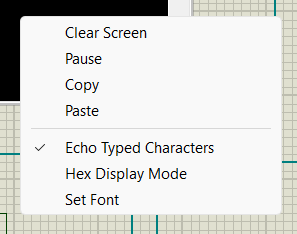 Clear Screen
Pause
Copy
Paste
Echo Typed Characters
Hex Display Mode
Set Font